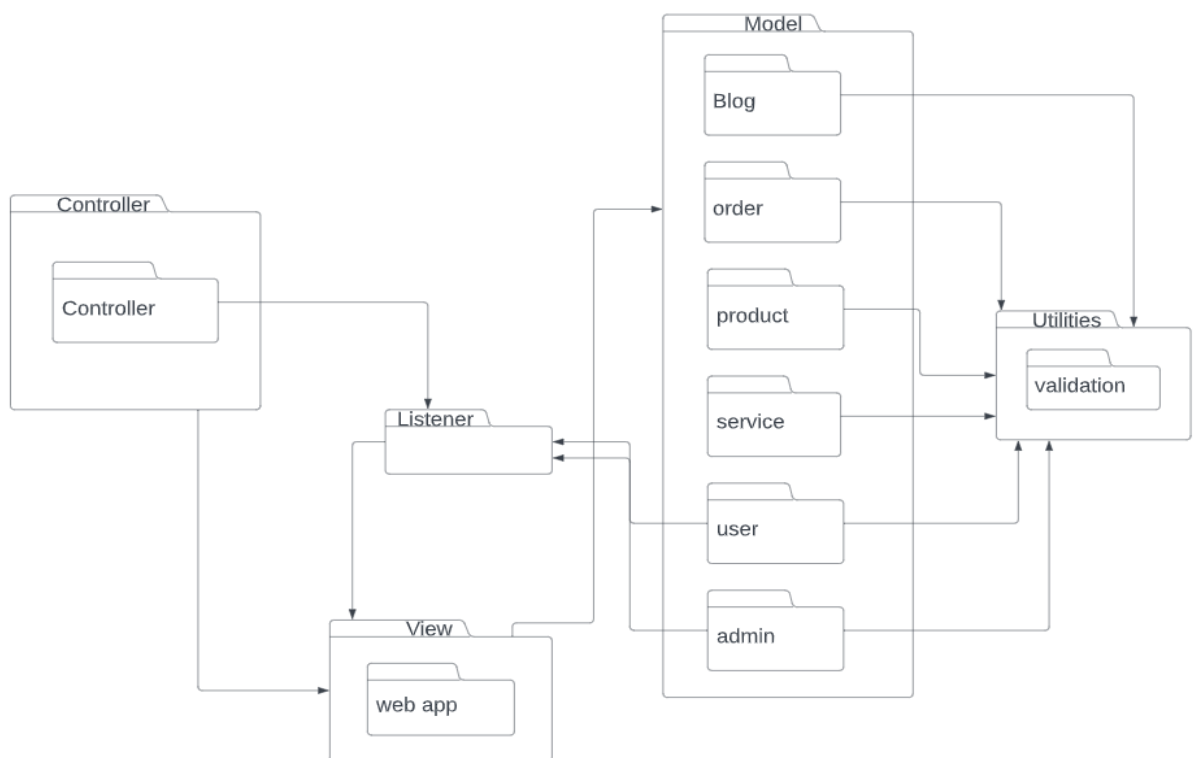 Model
Blog
order
product
service
user
admin
Controller
Controller
Listener
View
web app
Utilities
validation